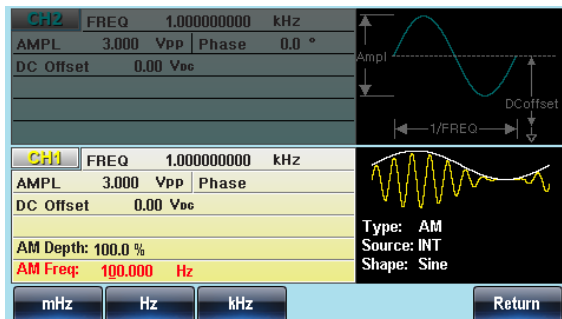 CH2 FREQ 1.000000000 kHz
AMPL 3.000 VPP Phase 0.0 °
DC Offset 0.00 VDC
Ampl
DCoffset
1/FREQ
CH1 FREQ 1.000000000 kHz
AMPL 3.000 VPP Phase
DC Offset 0.00 VDC
AM Depth: 100.0 %
AM Freq: 100.000 Hz
Type: AM
Source: INT
Shape: Sine
mHz Hz kHz Return